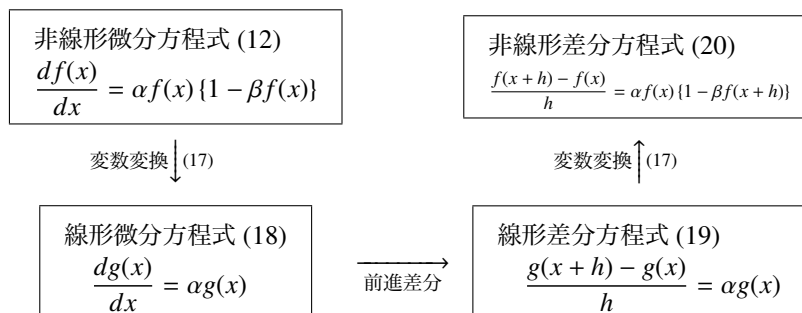 非線形微分方程式 (12)
df(x)/dx = αf(x) {1 − βf(x)}
非線形差分方程式 (20)
f(x + h) − f(x)/h = αf(x) {1 − βf(x + h)}
変数変換 (17)
変数変換 (17)
線形微分方程式 (18)
dg(x)/dx = αg(x)
前進差分
線形差分方程式 (19)
g(x + h) − g(x)/h = αg(x)